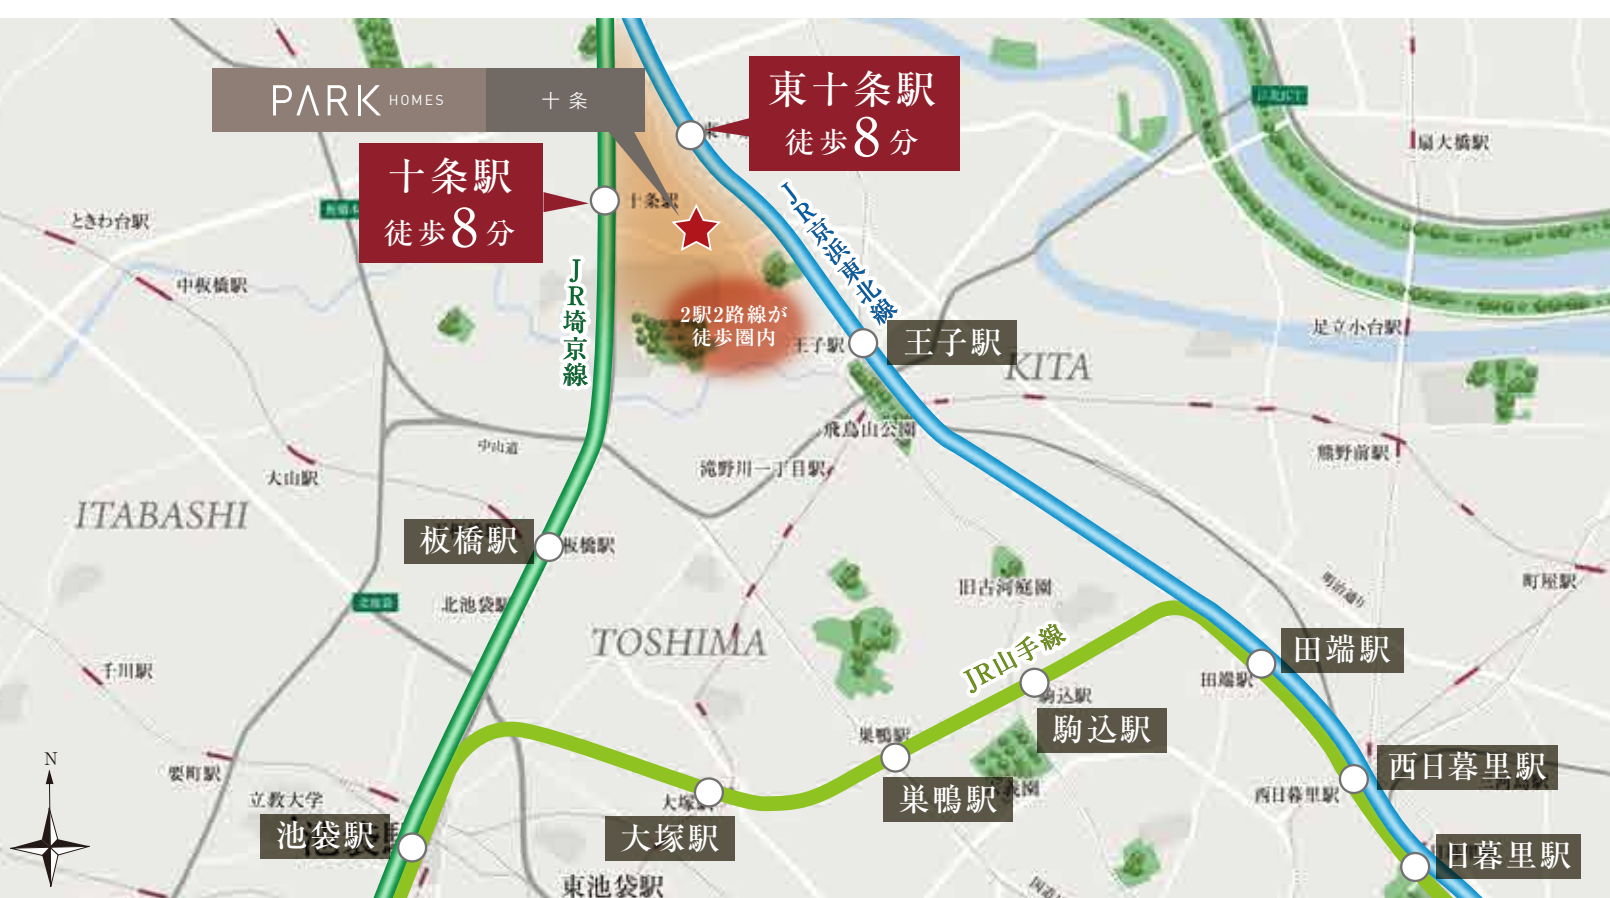 PARK HOMES
十条
東十条駅
徒歩8分
十条駅
徒歩8分
十条駅
扇大橋駅
ときわ台駅
中板橋駅
JR京浜東北線
JR埼京線
2駅2路線が
徒歩圏内
王子駅
王子駅
足立小台駅
KITA
飛鳥山公園
熊野前駅
中山道
滝野川一丁目駅
大山駅
ITABASHI
板橋駅
板橋駅
北池袋駅
旧古河庭園
明治通り
町屋駅
TOSHIMA
JR山手線
田端駅
田端駅
千川駅
駒込駅
駒込駅
巣鴨駅
巣鴨駅
西日暮里駅
西日暮里駅
N
要町駅
立教大学
大塚駅
大塚駅
池袋駅
日暮里駅
東池袋駅